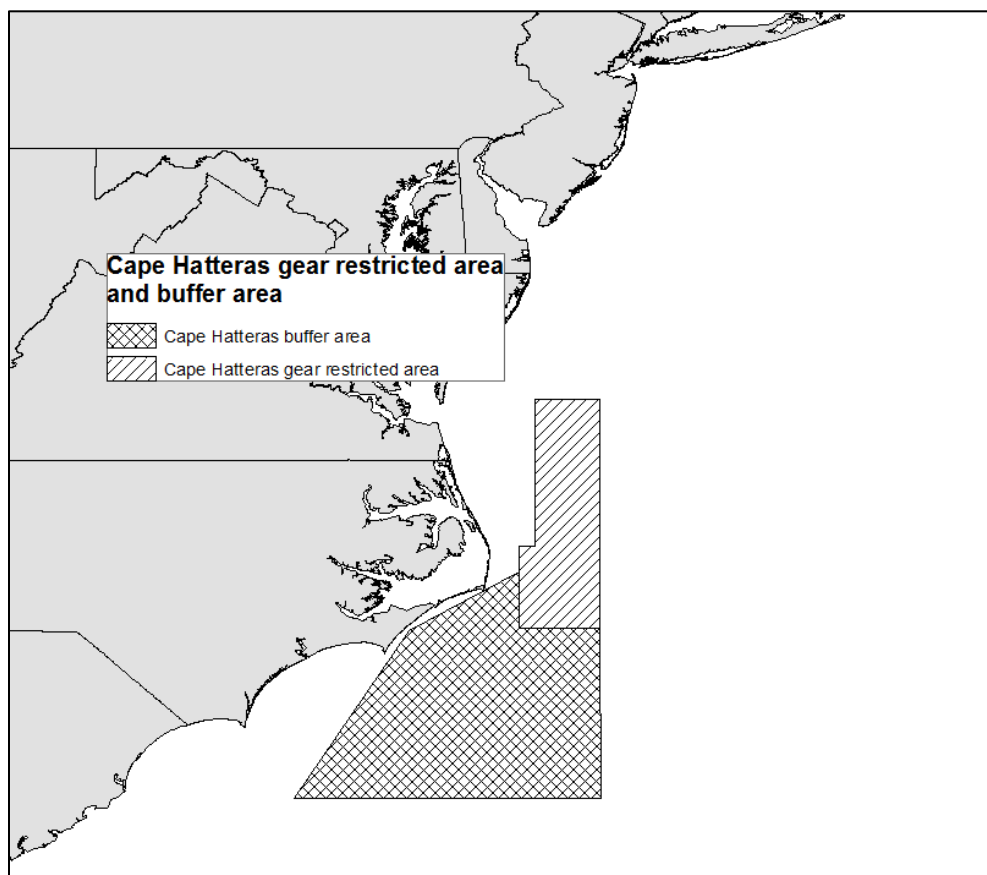 Cape Hatteras gear restricted area
and buffer area
Cape Hatteras buffer area
Cape Hatteras gear restricted area